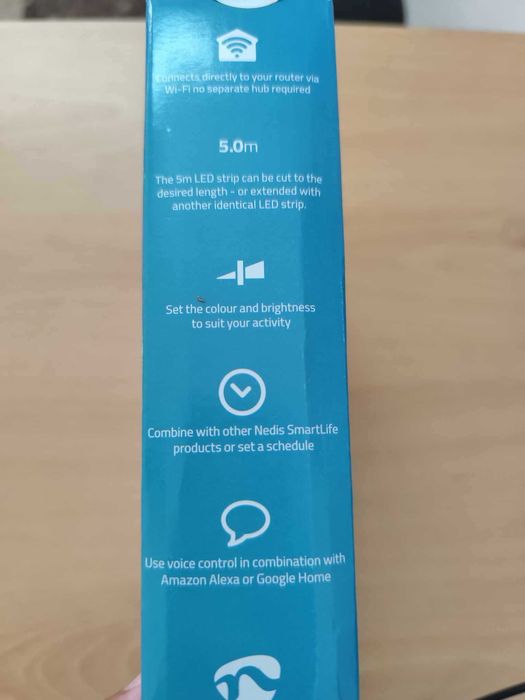 Connects directly to your router via
Wi-Fi no separate hub required
5.0m
The 5m LED strip can be cut to the
desired length - or extended with
another identical LED strip.
Set the colour and brightness
to suit your activity
Combine with other Nedis SmartLife
products or set a schedule
Use voice control in combination with
Amazon Alexa or Google Home